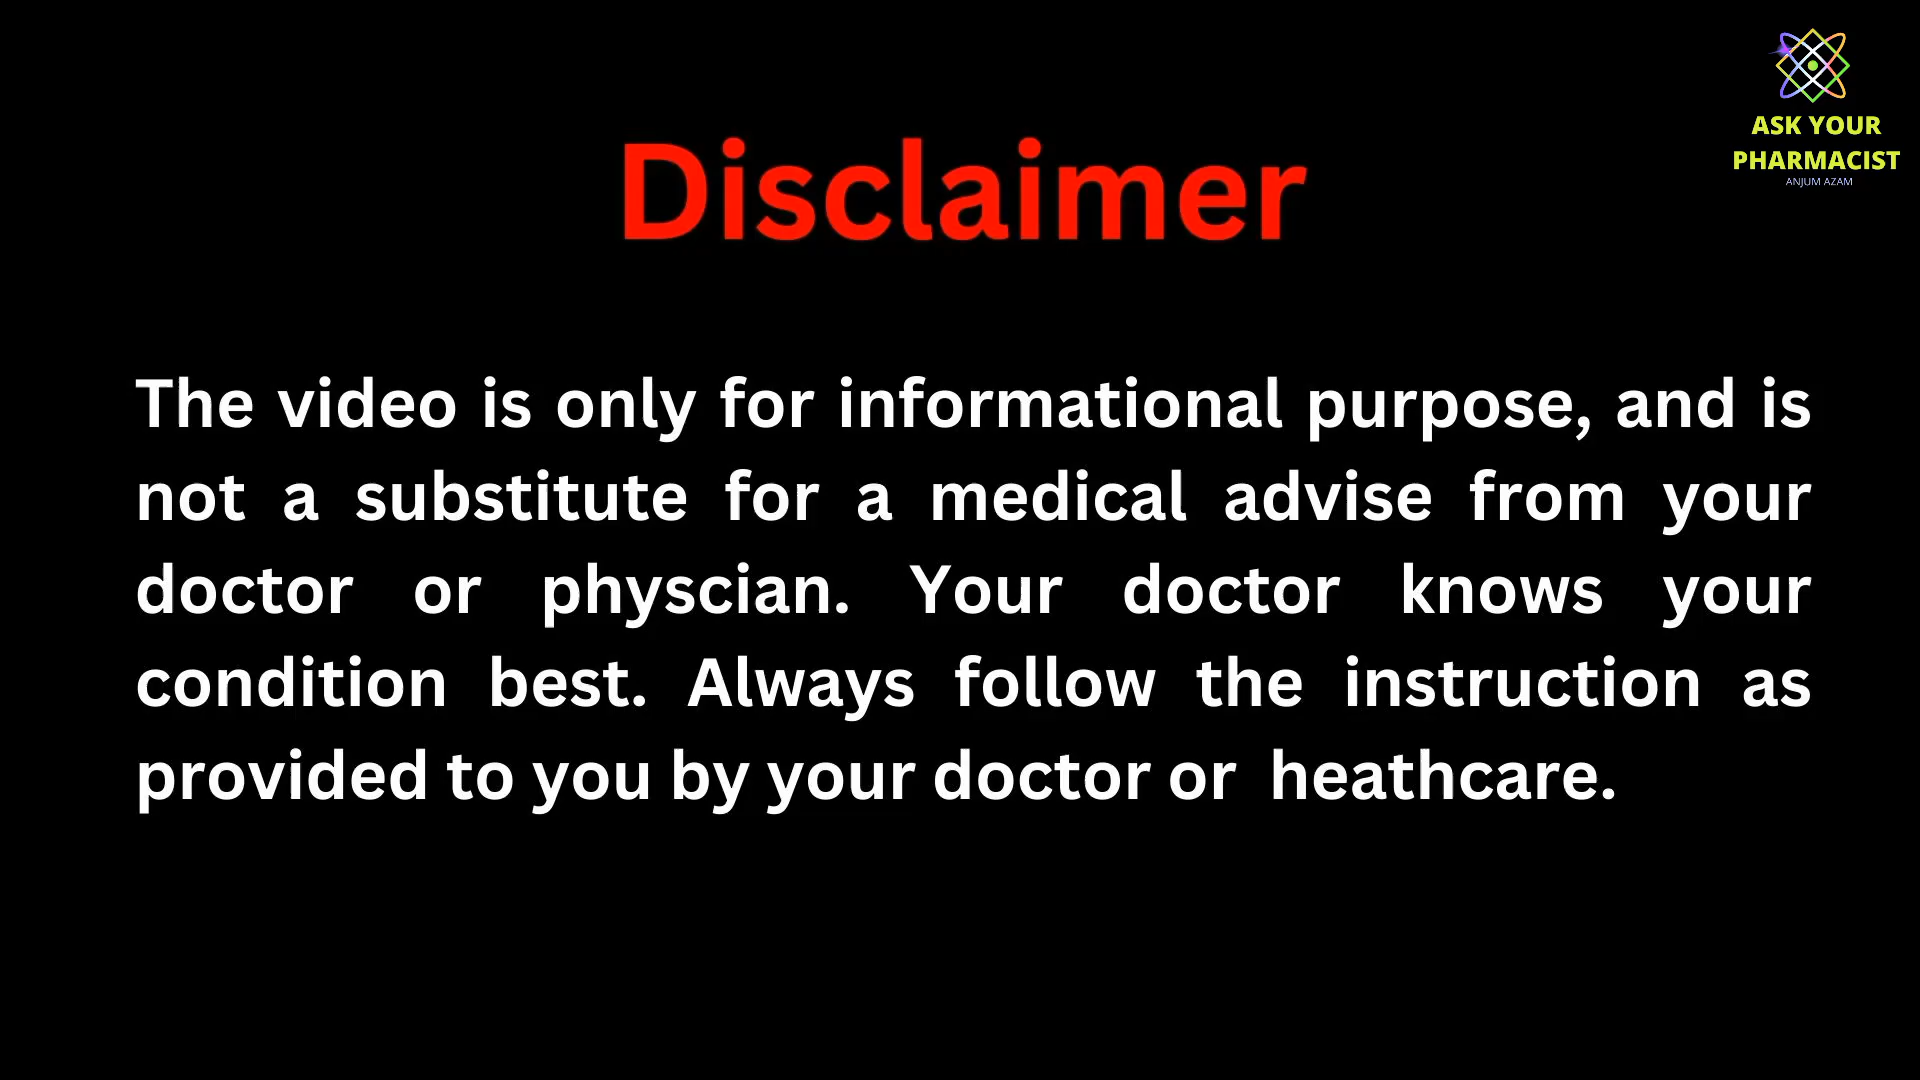 ASK YOUR
PHARMACIST
ANJUM AZAM
Disclaimer
The video is only for informational purpose, and is
not a substitute for a medical advise from your
doctor or physcian. Your doctor knows your
condition best. Always follow the instruction as
provided to you by your doctor or heathcare.